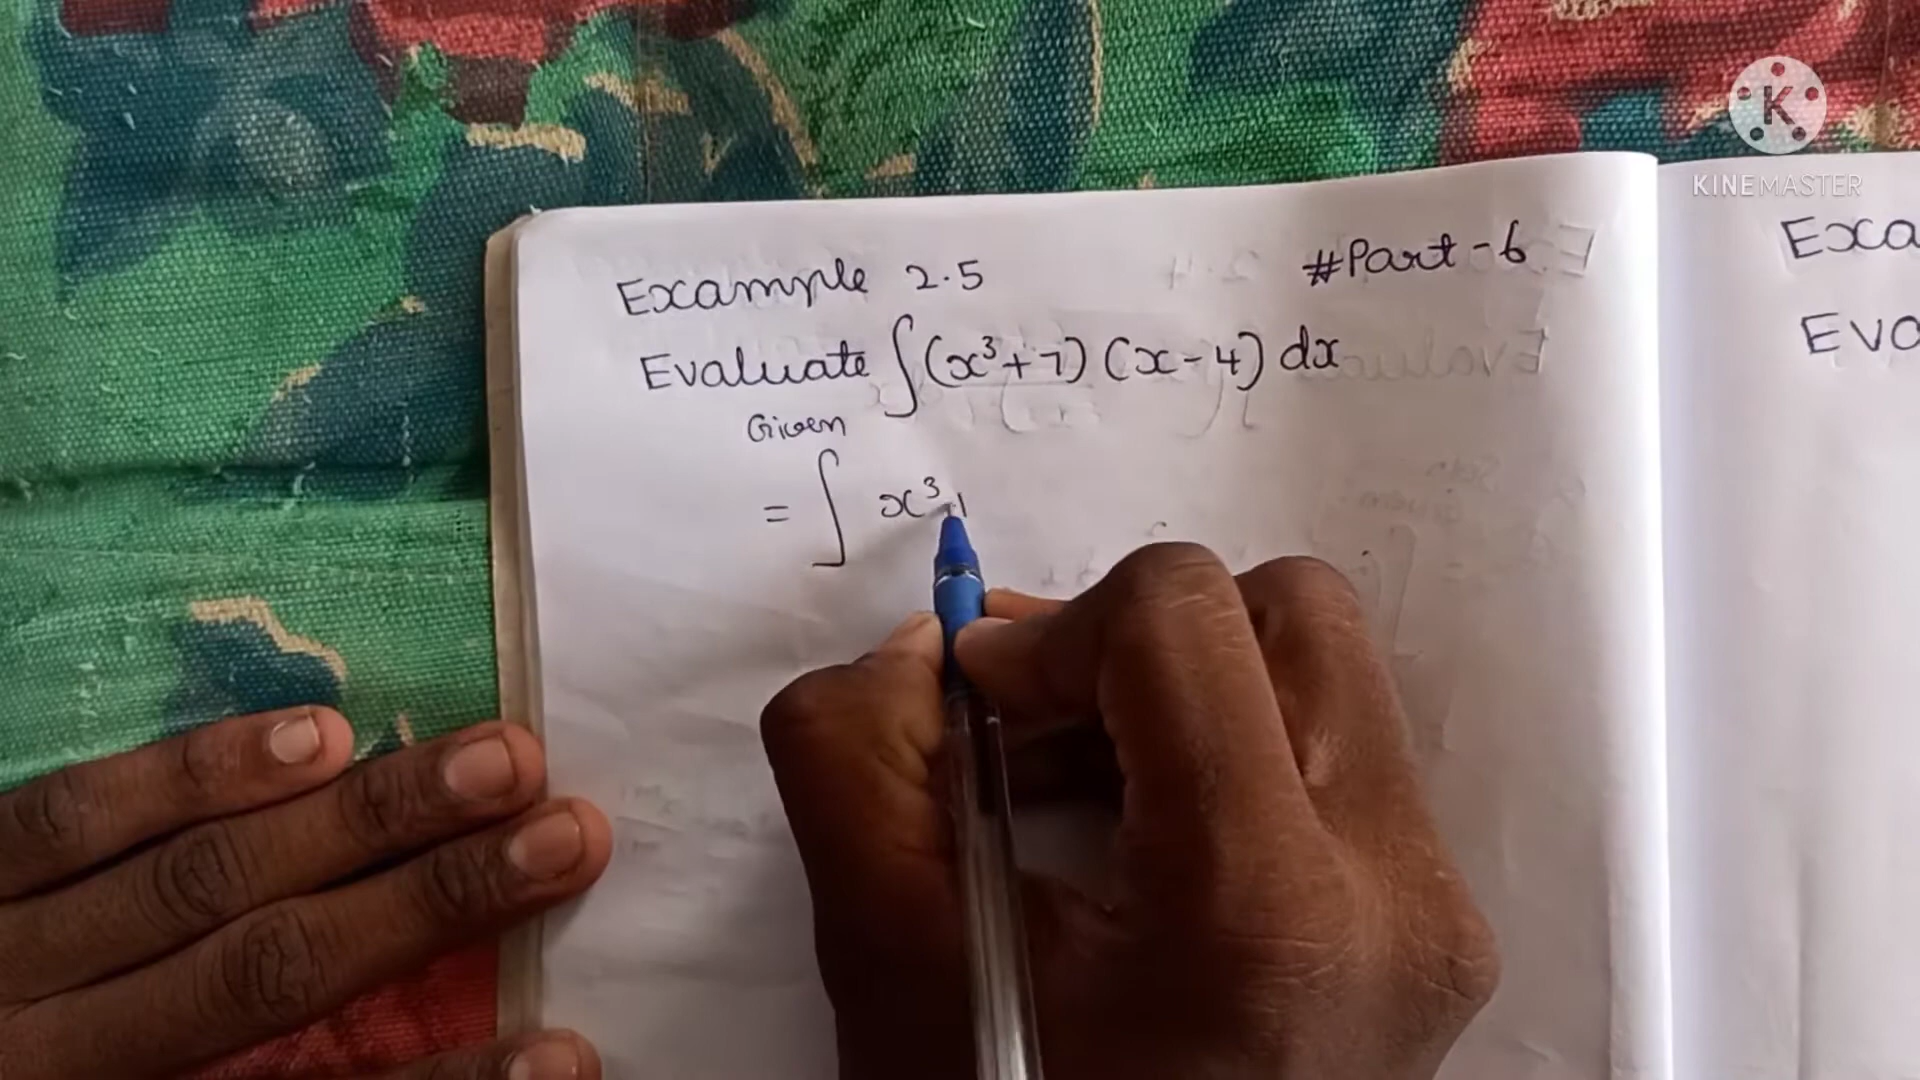 K
KINEMASTER
Example 2.5 #Part-6
Evaluate ∫(x³+7)(x-4)dx
Given
= ∫ x³+
Exa
Eva